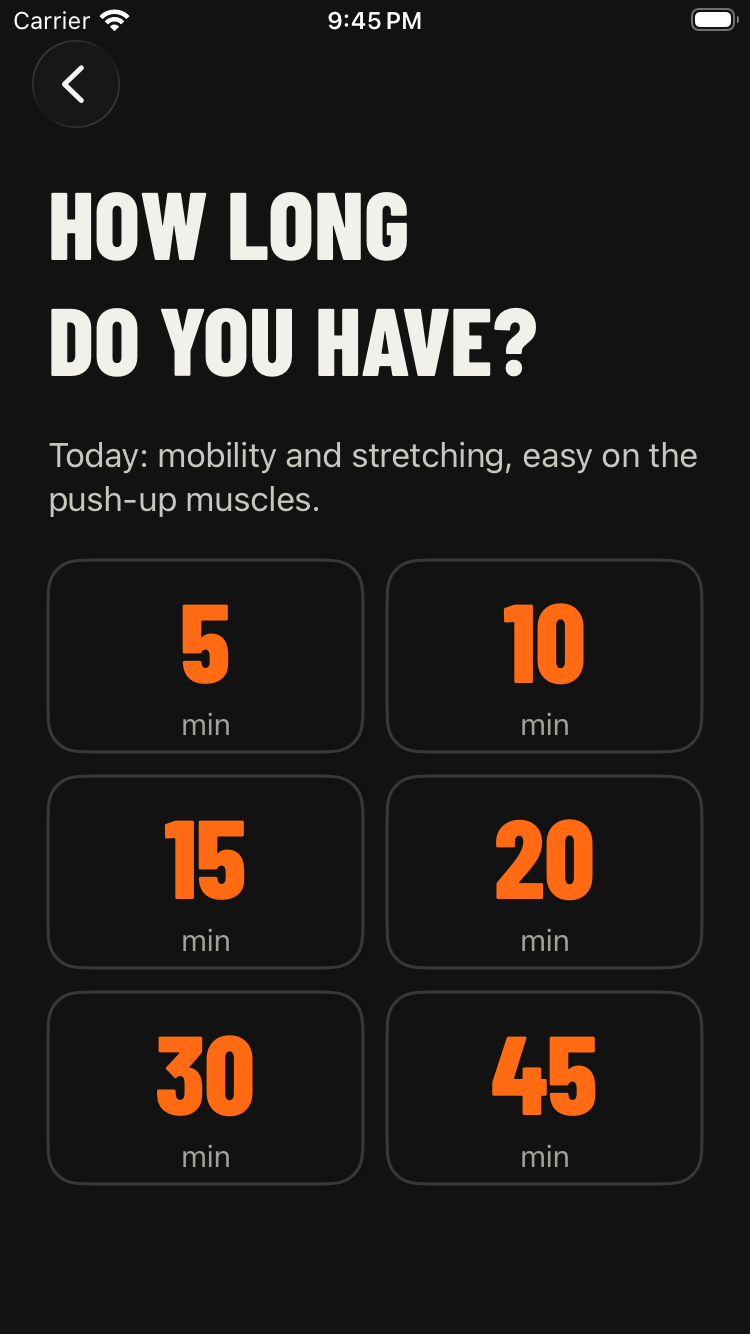 Carrier 9:45 PM
HOW LONG
DO YOU HAVE?
Today: mobility and stretching, easy on the
push-up muscles.
5 10
min min
15 20
min min
30 45
min min